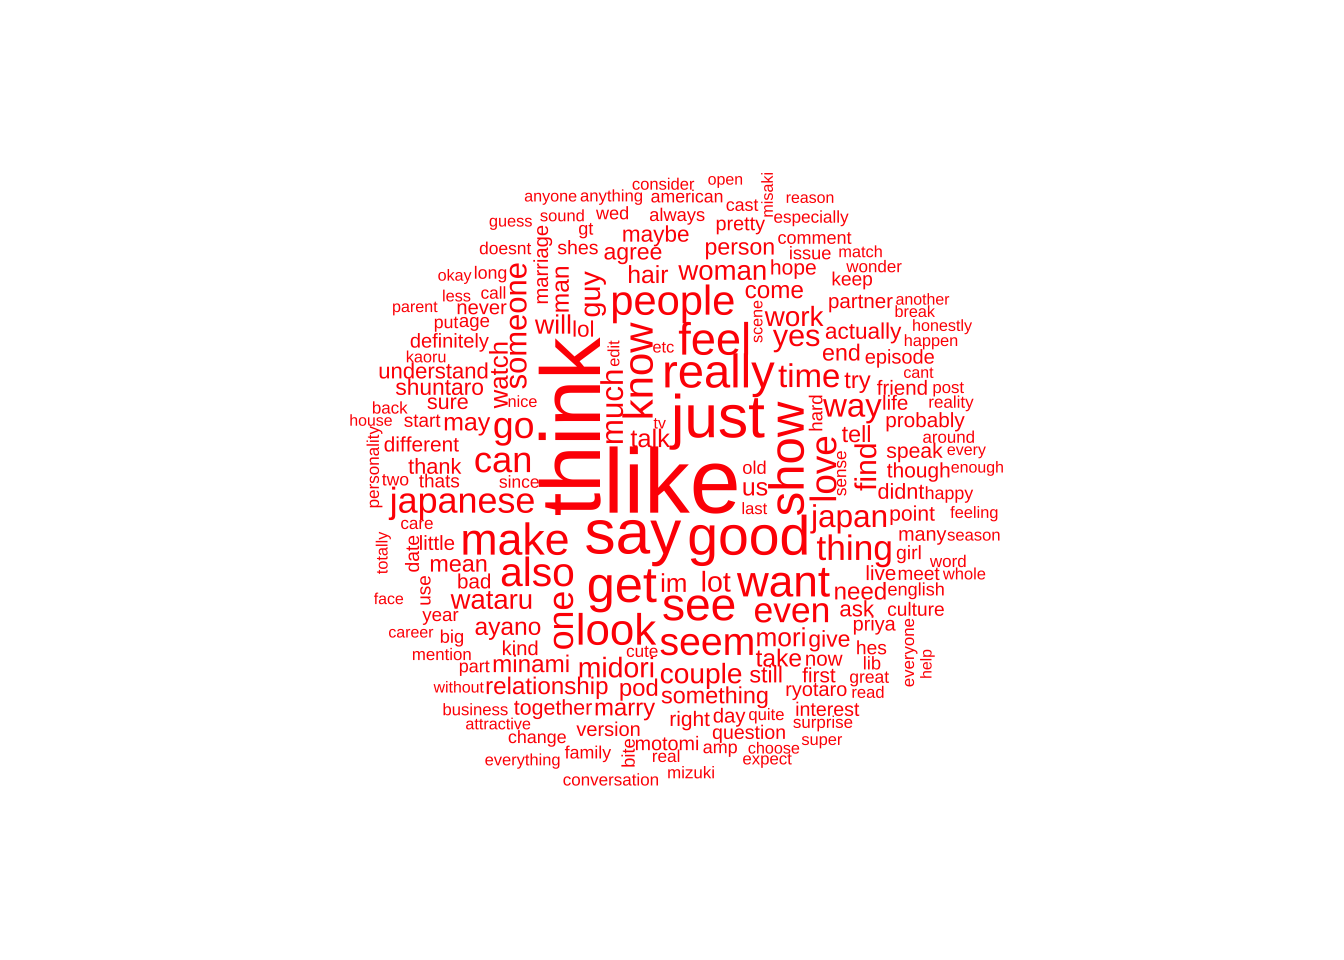 consider
open
misaki
anyone
anything
american
reason
guess
sound
wed
always
cast
especially
gt
pretty
doesnt
shes
marriage
maybe
agree
person
comment
issue
match
okay
long
someone
man
guy
hair
woman
hope
wonder
keep
parent
less
call
never
people
come
partner
another
break
put
age
will
lol
scene
work
honestly
definitely
know
etc
feel
yes
actually
happen
kaoru
watch
think
edit
end
episode
understand
much
really
time
try
cant
shuntaro
friend
post
back
sure
nice
just
show
hard
way
life
reality
house
start
may
go
tv
talk
love
tell
probably
personality
different
can
like
old
sense
find
speak
around
every
thank
though
enough
two
thats
since
us
didnt
happy
japanese
last
japan
point
feeling
care
say
good
many
season
totally
date
little
make
thing
girl
word
mean
live
meet
whole
face
use
bad
also
get
im
lot
want
need
english
wataru
see
even
ask
culture
year
one
priya
career
big
ayano
look
seem
mori
give
everyone
mention
kind
cute
take
now
hes
help
part
minami
midori
couple
still
first
lib
great
without
relationship
pod
something
ryotaro
read
business
together
marry
right
day
quite
interest
attractive
version
question
surprise
change
motomi
amp
choose
super
everything
family
bite
real
expect
conversation
mizuki